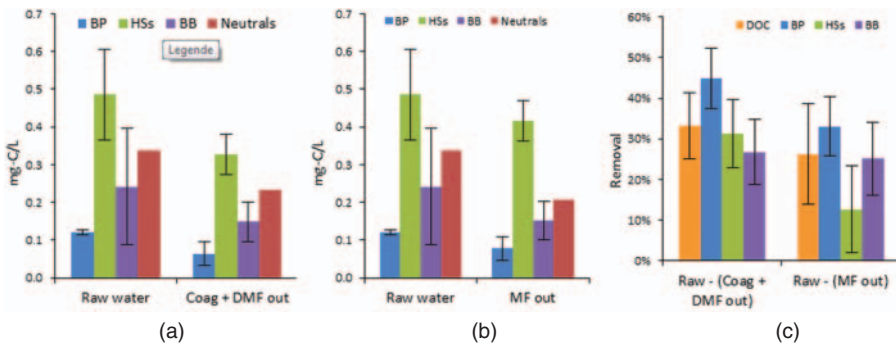 BP HSs BB Neutrals
Legende
mg-C/L
0.7
0.6
0.5
0.4
0.3
0.2
0.1
0.0
Raw water Coag + DMF out
(a)
BP HSs BB Neutrals
mg-C/L
0.7
0.6
0.5
0.4
0.3
0.2
0.1
0.0
Raw water MF out
(b)
DOC BP HSs BB
Removal
60%
50%
40%
30%
20%
10%
0%
Raw - (Coag + Raw - (MF out)
DMF out)
(c)